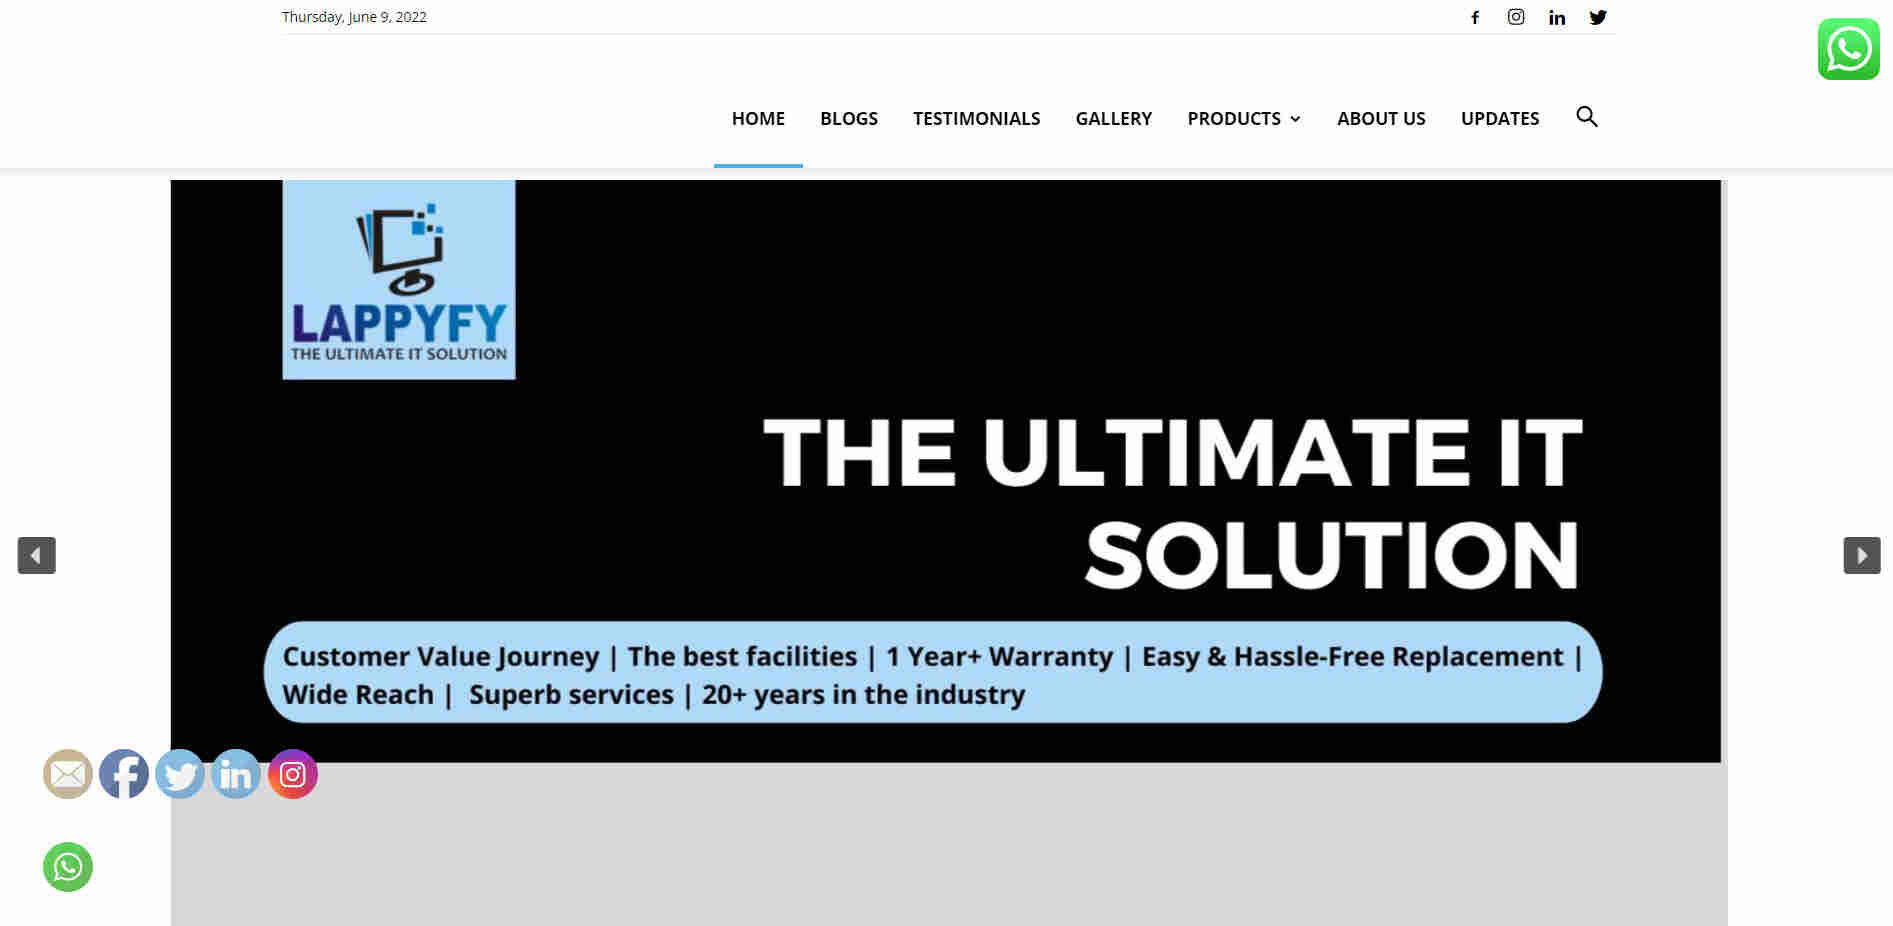 Thursday, June 9, 2022
HOME BLOGS TESTIMONIALS GALLERY PRODUCTS ABOUT US UPDATES
LAPPYFY
THE ULTIMATE IT SOLUTION
THE ULTIMATE IT
SOLUTION
Customer Value Journey | The best facilities | 1 Year+ Warranty | Easy & Hassle-Free Replacement |
Wide Reach | Superb services | 20+ years in the industry